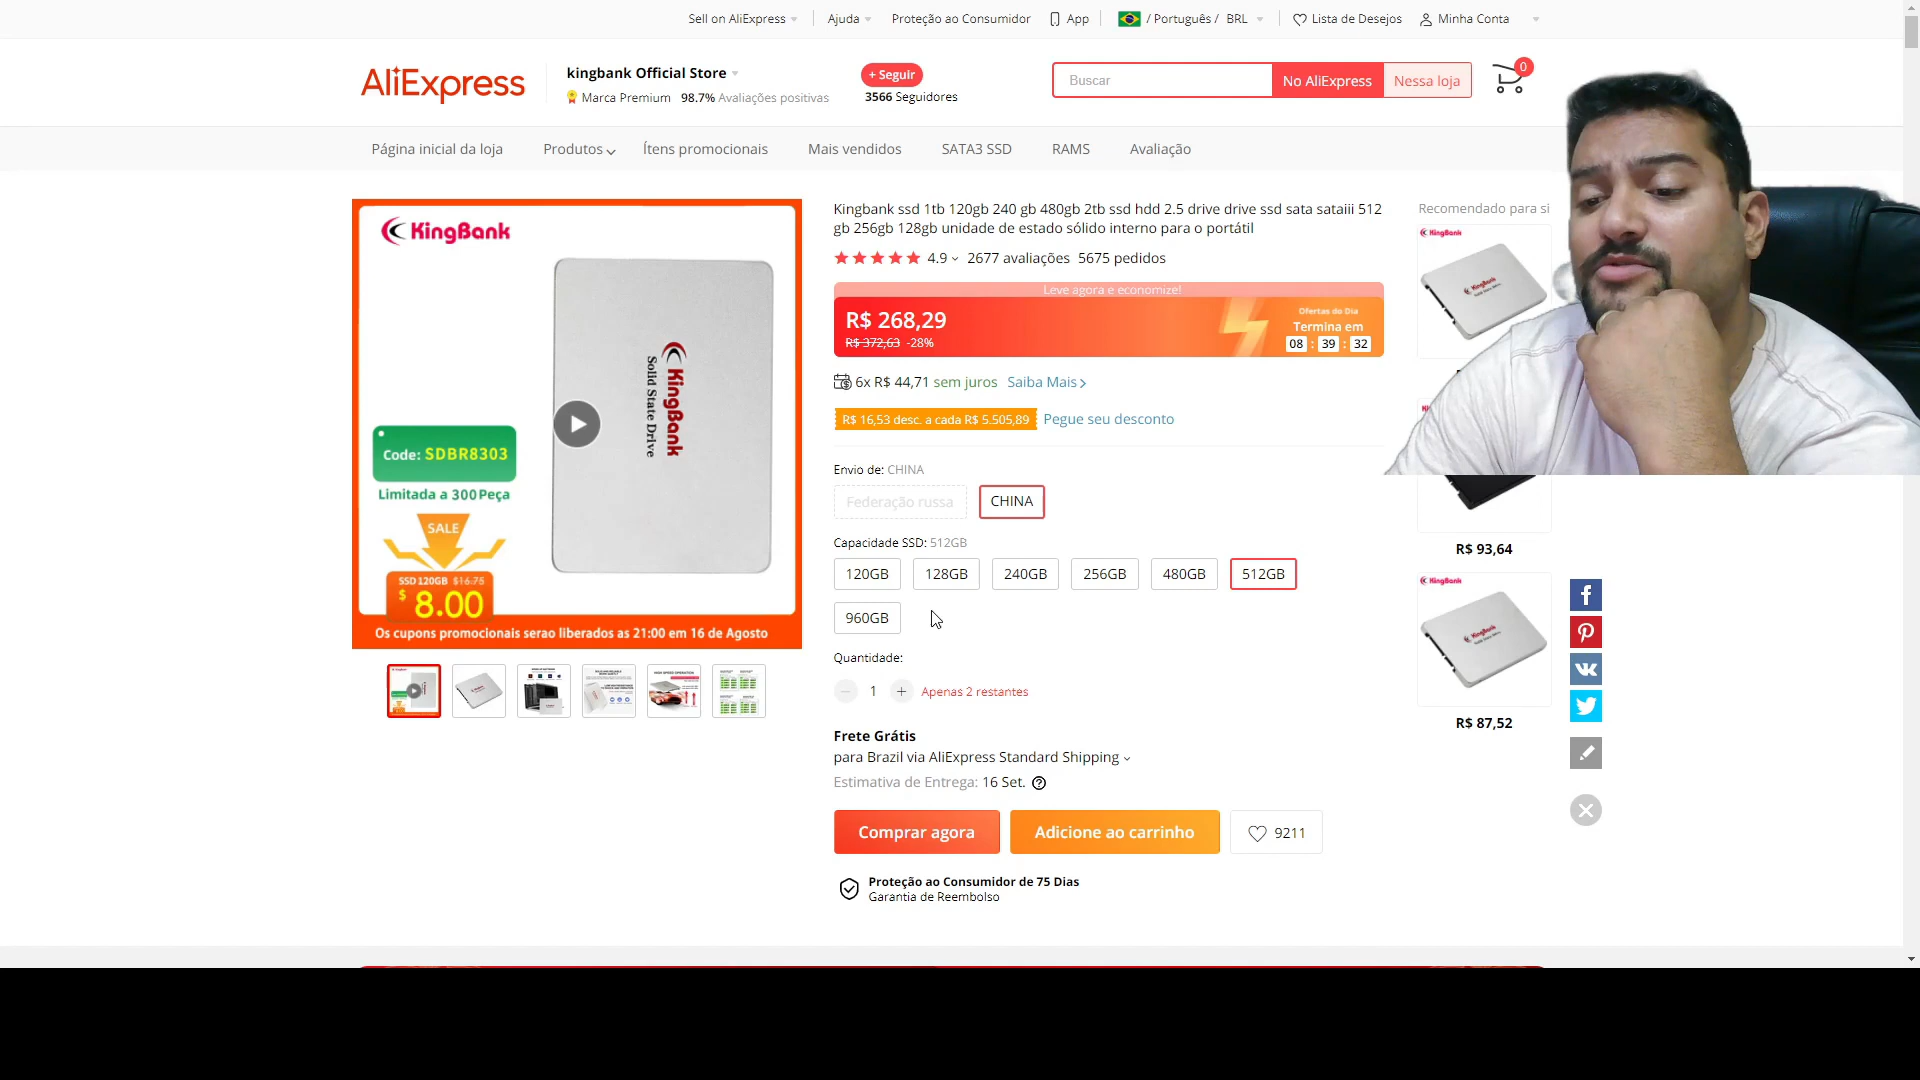 Sell on AliExpress
Ajuda
Proteção ao Consumidor
App
/ Português / BRL
Lista de Desejos
Minha Conta
AliExpress
kingbank Official Store
Marca Premium 98.7% Avaliações positivas
+ Seguir
3566 Seguidores
Buscar
No AliExpress
Nessa loja
0
Página inicial da loja
Produtos
Ítens promocionais
Mais vendidos
SATA3 SSD
RAMS
Avaliação
KingBank
KingBank
Solid State Drive
Code: SDBR8303
Limitada a 300 Peça
SALE
SSD 120GB $16.75
$ 8.00
Os cupons promocionais serao liberados as 21:00 em 16 de Agosto
Kingbank ssd 1tb 120gb 240 gb 480gb 2tb ssd hdd 2.5 drive drive ssd sata sataiii 512
gb 256gb 128gb unidade de estado sólido interno para o portátil
4.9 2677 avaliações 5675 pedidos
Leve agora e economize!
R$ 268,29
R$ 372,63 -28%
Ofertas do Dia
Termina em
08 : 39 : 32
6x R$ 44,71 sem juros Saiba Mais
R$ 16,53 desc. a cada R$ 5.505,89 Pegue seu desconto
Envio de: CHINA
Federação russa
CHINA
Capacidade SSD: 512GB
120GB
128GB
240GB
256GB
480GB
512GB
960GB
Quantidade:
− 1 + Apenas 2 restantes
Frete Grátis
para Brazil via AliExpress Standard Shipping
Estimativa de Entrega: 16 Set.
Comprar agora
Adicione ao carrinho
9211
Proteção ao Consumidor de 75 Dias
Garantia de Reembolso
Recomendado para si
KingBank
KingBank
R$ 93,64
KingBank
KingBank
R$ 87,52